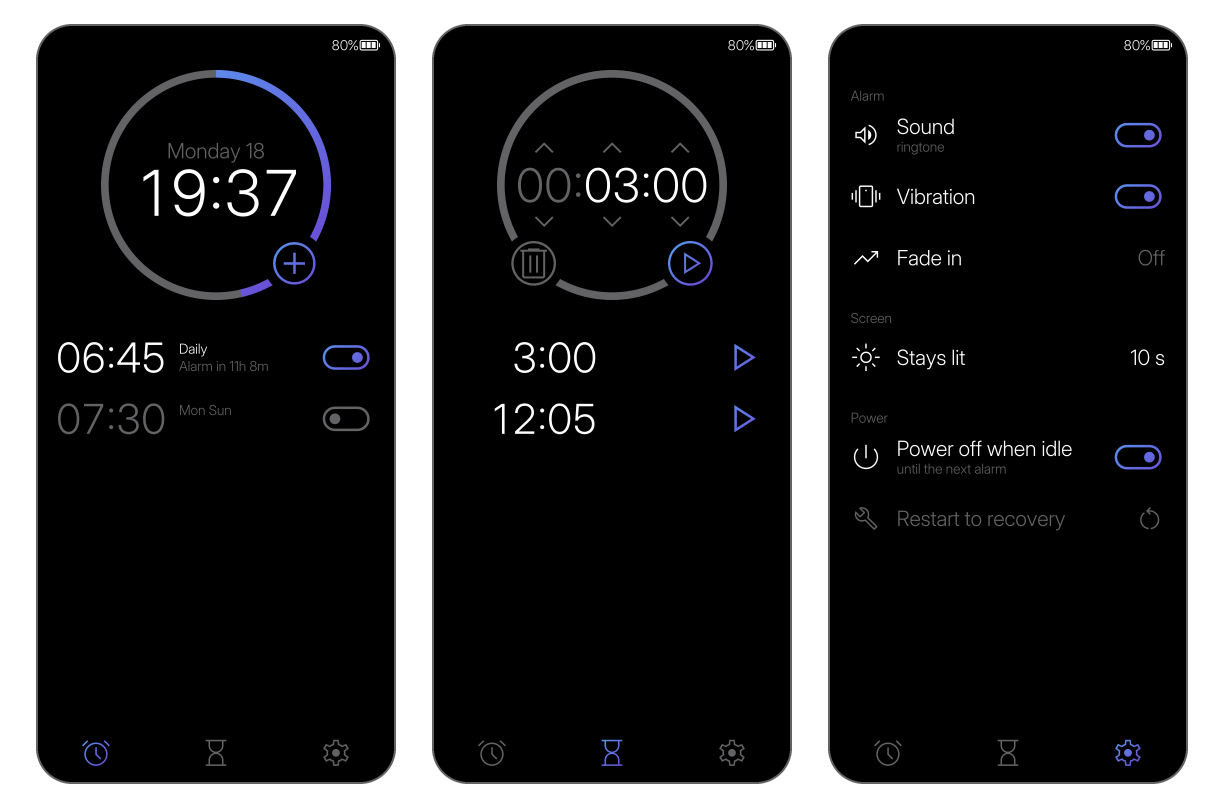 80%
Monday 18
19:37
06:45 Daily
Alarm in 11h 8m
07:30 Mon Sun
80%
00:03:00
3:00
12:05
80%
Alarm
Sound
ringtone
Vibration
Fade in Off
Screen
Stays lit 10 s
Power
Power off when idle
until the next alarm
Restart to recovery